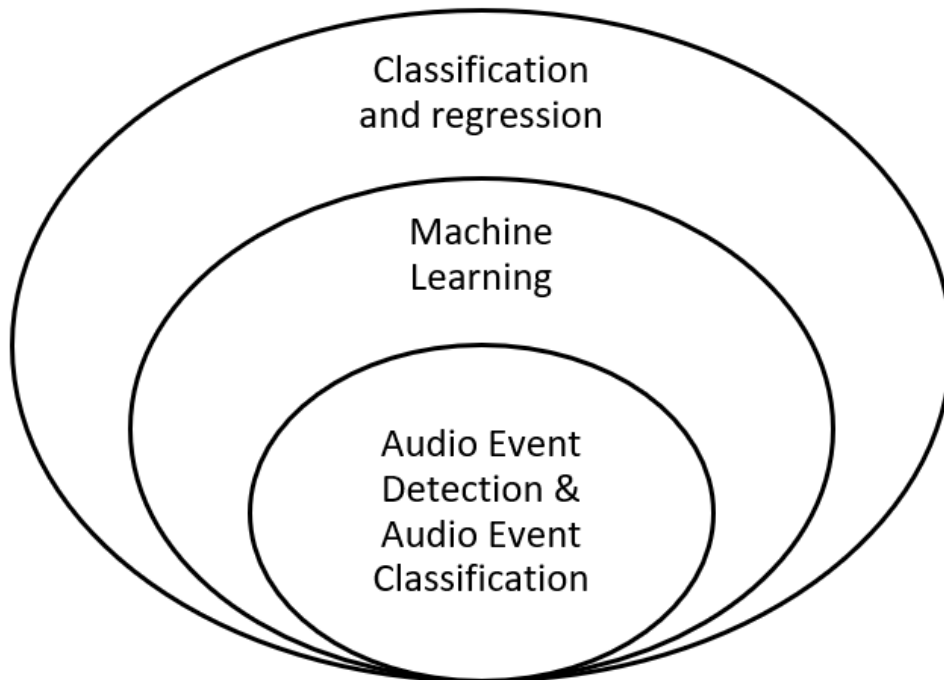 Classification
and regression
Machine
Learning
Audio Event
Detection &
Audio Event
Classification